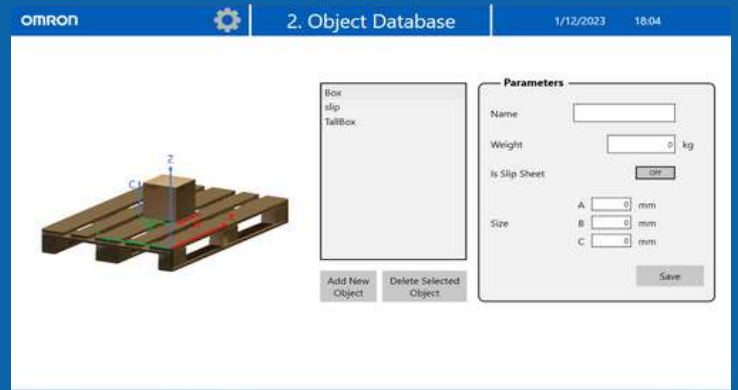 OMRON
2. Object Database
1/12/2023 18:04
Box
slip
TallBox
Add New Object
Delete Selected Object
Parameters
Name
Weight 0 kg
Is Slip Sheet OFF
Size
A 0 mm
B 0 mm
C 0 mm
Save
Z
C